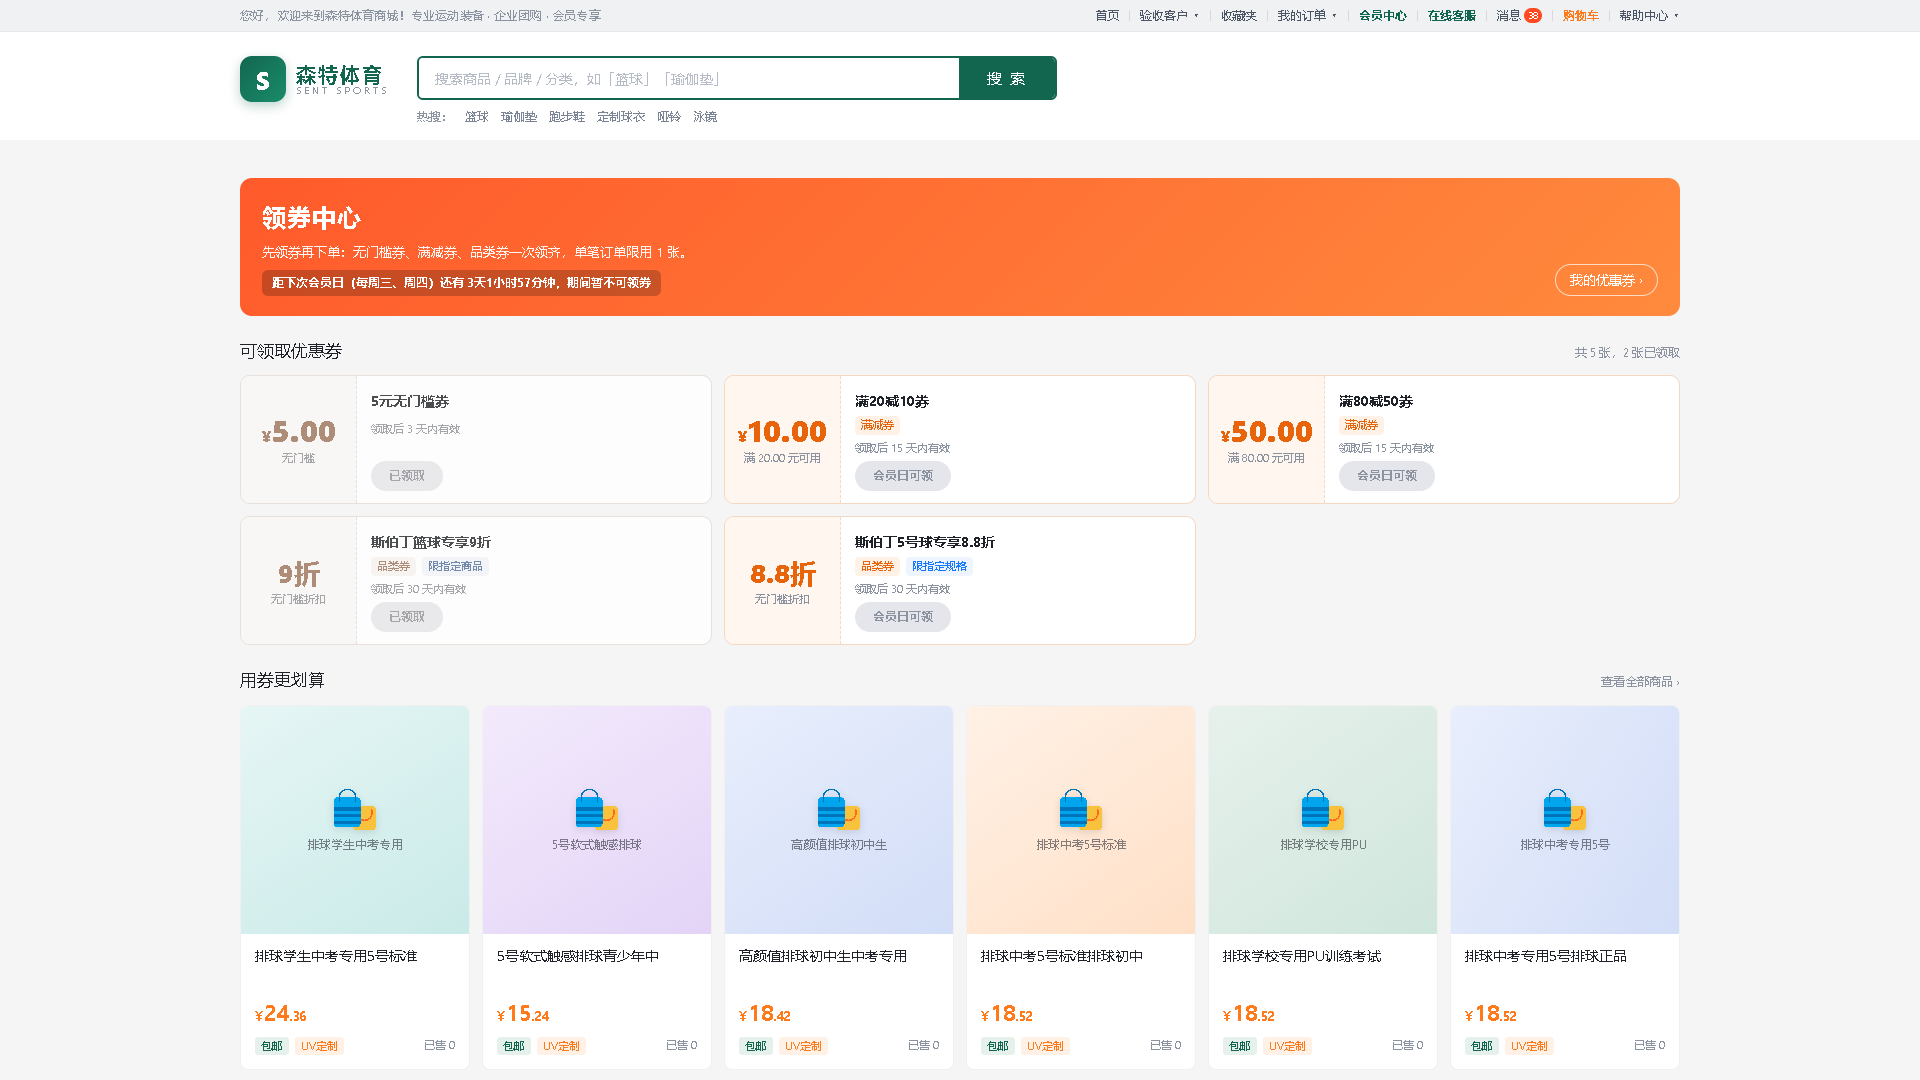 您好，欢迎来到森特体育商城！专业运动装备 · 企业团购 · 会员专享
首页
验收客户
收藏夹
我的订单
会员中心
在线客服
消息 38
购物车
帮助中心
S
森特体育
SENT SPORTS
搜索商品 / 品牌 / 分类，如「篮球」「瑜伽垫」
搜 索
热搜： 篮球 瑜伽垫 跑步鞋 定制球衣 哑铃 泳镜
领券中心
先领券再下单：无门槛券、满减券、品类券一次领齐，单笔订单限用 1 张。
距下次会员日（每周三、周四）还有 3天1小时57分钟，期间暂不可领券
我的优惠券 ›
可领取优惠券
共 5 张，2 张已领取
¥5.00
无门槛
5元无门槛券
领取后 3 天内有效
已领取
¥10.00
满 20.00 元可用
满20减10券
满减券
领取后 15 天内有效
会员日可领
¥50.00
满 80.00 元可用
满80减50券
满减券
领取后 15 天内有效
会员日可领
9折
无门槛折扣
斯伯丁篮球专享9折
品类券 限指定商品
领取后 30 天内有效
已领取
8.8折
无门槛折扣
斯伯丁5号球专享8.8折
品类券 限指定规格
领取后 30 天内有效
会员日可领
用券更划算
查看全部商品 ›
排球学生中考专用
排球学生中考专用5号标准
¥24.36
包邮 UV定制 已售 0
5号软式触感排球
5号软式触感排球青少年中
¥15.24
包邮 UV定制 已售 0
高颜值排球初中生
高颜值排球初中生中考专用
¥18.42
包邮 UV定制 已售 0
排球中考5号标准
排球中考5号标准排球初中
¥18.52
包邮 UV定制 已售 0
排球学校专用PU
排球学校专用PU训练考试
¥18.52
包邮 UV定制 已售 0
排球中考专用5号
排球中考专用5号排球正品
¥18.52
包邮 UV定制 已售 0